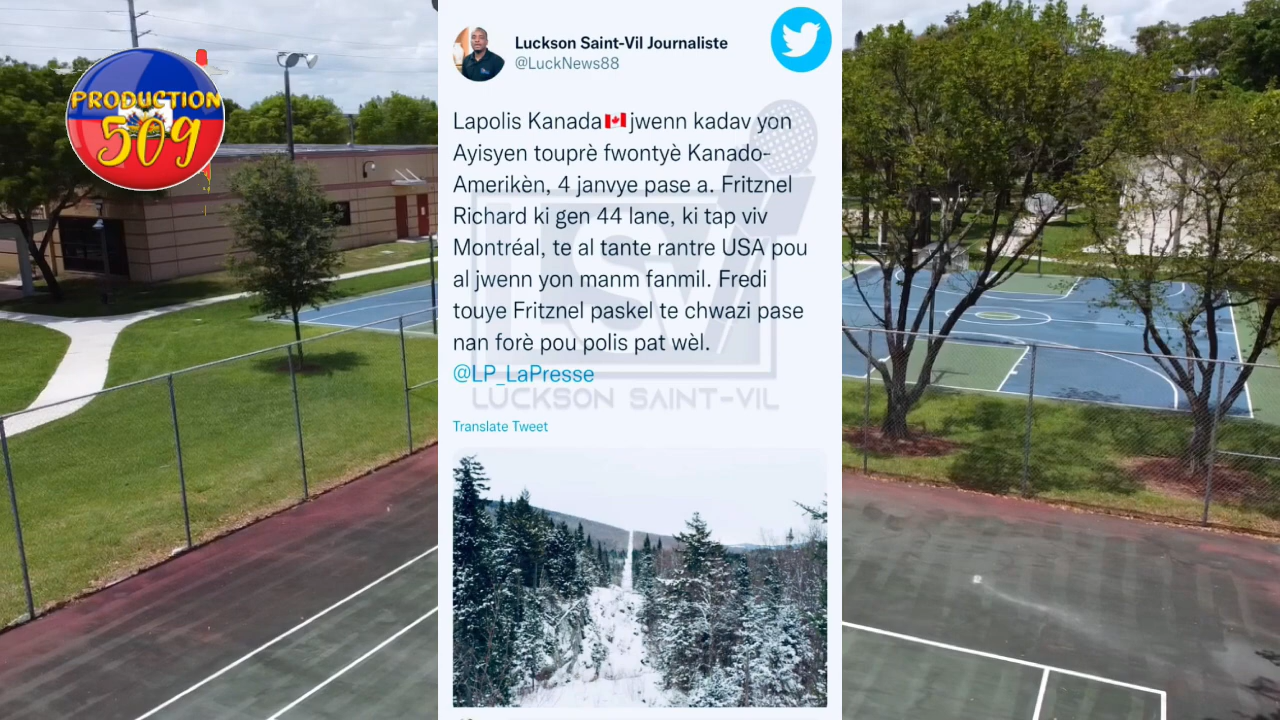 PRODUCTION
509
Luckson Saint-Vil Journaliste
@LuckNews88
Lapolis Kanada🇨🇦jwenn kadav yon
Ayisyen touprè fwontyè Kanado-
Amerikèn, 4 janvye pase a. Fritznel
Richard ki gen 44 lane, ki tap viv
Montréal, te al tante rantre USA pou
al jwenn yon manm fanmil. Fredi
touye Fritznel paskel te chwazi pase
nan forè pou polis pat wèl.
@LP_LaPresse
LSV
LUCKSON SAINT-VIL
Translate Tweet